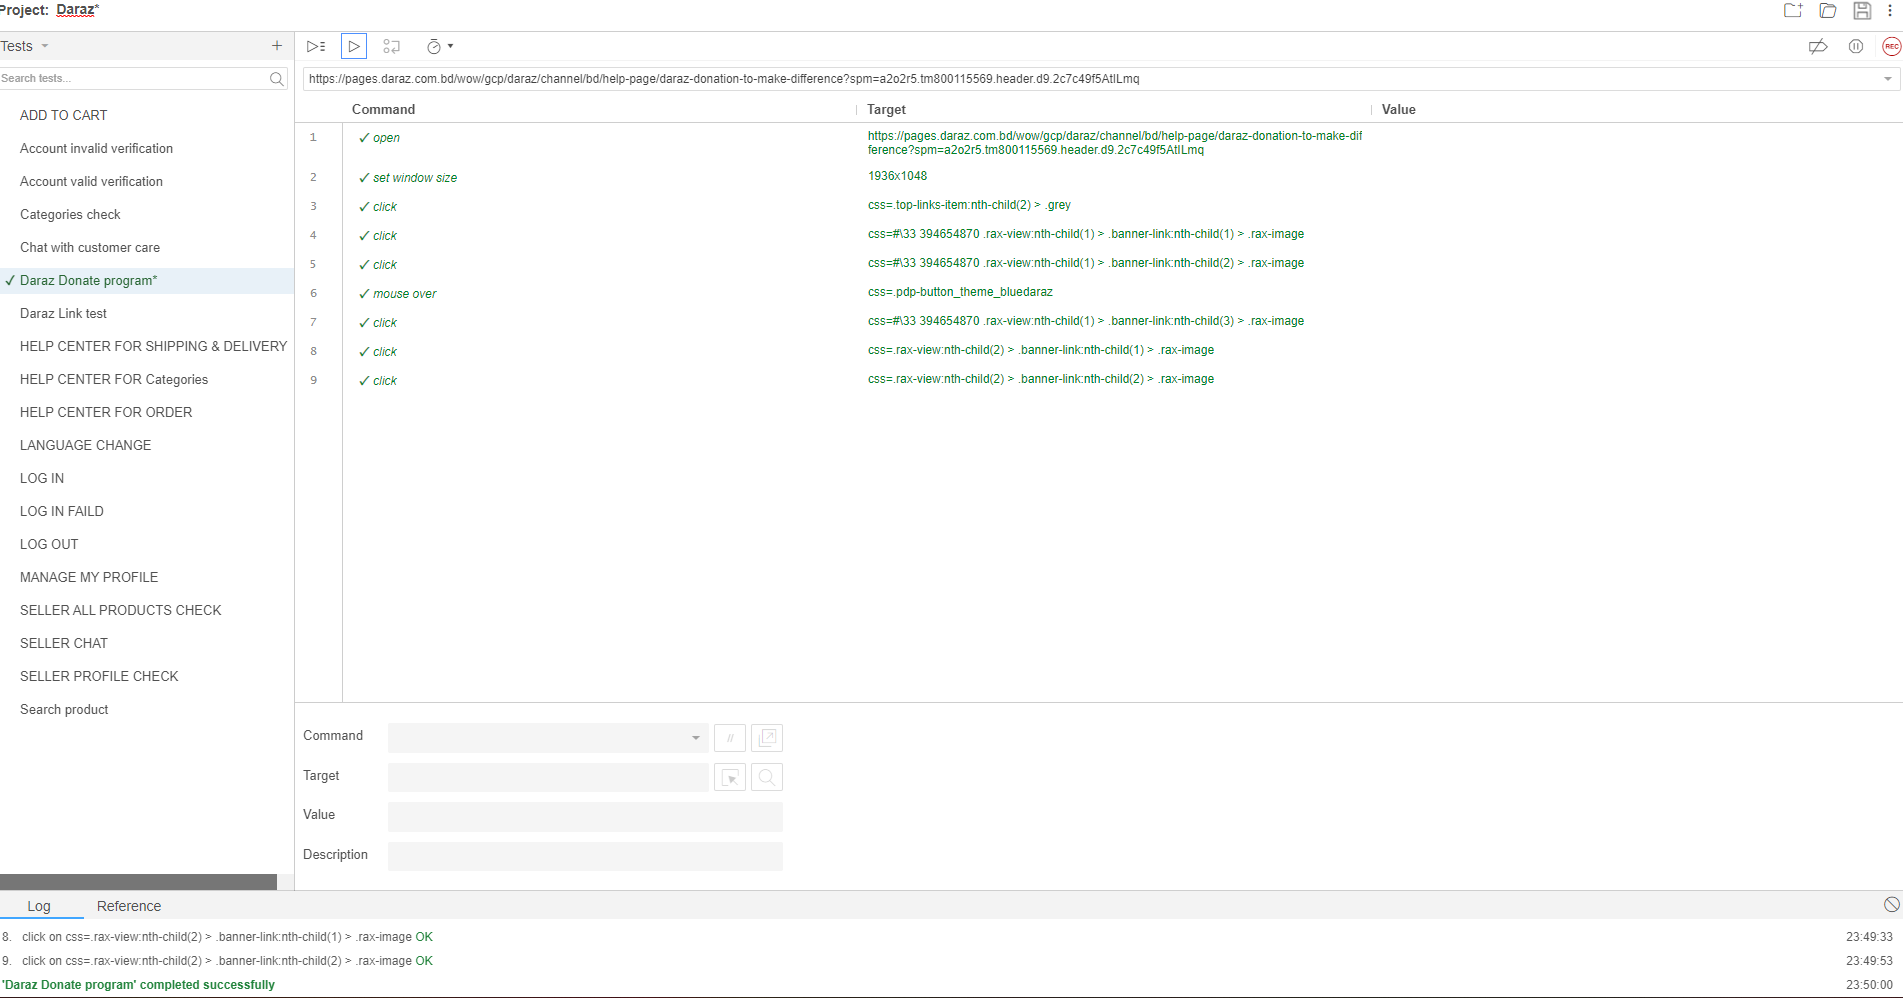 Project: Daraz*
Tests
Search tests...
ADD TO CART
Account invalid verification
Account valid verification
Categories check
Chat with customer care
✓ Daraz Donate program*
Daraz Link test
HELP CENTER FOR SHIPPING & DELIVERY
HELP CENTER FOR Categories
HELP CENTER FOR ORDER
LANGUAGE CHANGE
LOG IN
LOG IN FAILD
LOG OUT
MANAGE MY PROFILE
SELLER ALL PRODUCTS CHECK
SELLER CHAT
SELLER PROFILE CHECK
Search product
REC
https://pages.daraz.com.bd/wow/gcp/daraz/channel/bd/help-page/daraz-donation-to-make-difference?spm=a2o2r5.tm800115569.header.d9.2c7c49f5AtlLmq
Command Target Value
1 ✓ open https://pages.daraz.com.bd/wow/gcp/daraz/channel/bd/help-page/daraz-donation-to-make-dif
ference?spm=a2o2r5.tm800115569.header.d9.2c7c49f5AtlLmq
2 ✓ set window size 1936x1048
3 ✓ click css=.top-links-item:nth-child(2) > .grey
4 ✓ click css=#\33 394654870 .rax-view:nth-child(1) > .banner-link:nth-child(1) > .rax-image
5 ✓ click css=#\33 394654870 .rax-view:nth-child(1) > .banner-link:nth-child(2) > .rax-image
6 ✓ mouse over css=.pdp-button_theme_bluedaraz
7 ✓ click css=#\33 394654870 .rax-view:nth-child(1) > .banner-link:nth-child(3) > .rax-image
8 ✓ click css=.rax-view:nth-child(2) > .banner-link:nth-child(1) > .rax-image
9 ✓ click css=.rax-view:nth-child(2) > .banner-link:nth-child(2) > .rax-image
Command //
Target
Value
Description
Log Reference
8. click on css=.rax-view:nth-child(2) > .banner-link:nth-child(1) > .rax-image OK 23:49:33
9. click on css=.rax-view:nth-child(2) > .banner-link:nth-child(2) > .rax-image OK 23:49:53
'Daraz Donate program' completed successfully 23:50:00